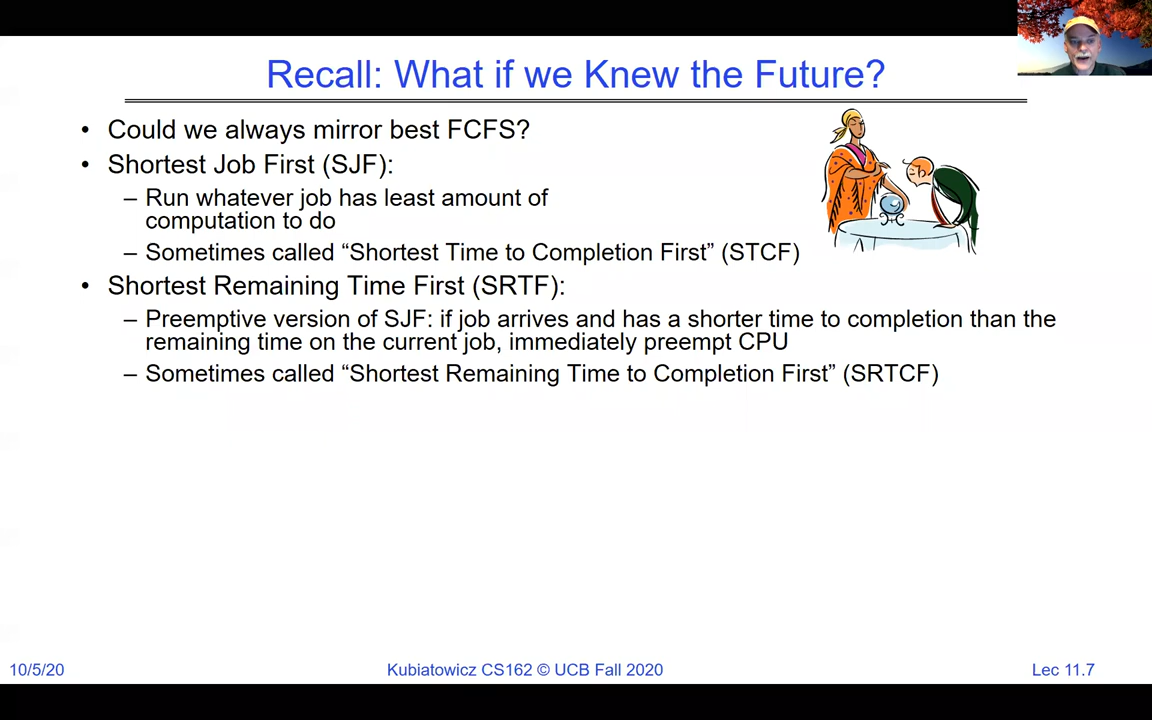 Recall: What if we Knew the Future?
• Could we always mirror best FCFS?
• Shortest Job First (SJF):
– Run whatever job has least amount of
computation to do
– Sometimes called “Shortest Time to Completion First” (STCF)
• Shortest Remaining Time First (SRTF):
– Preemptive version of SJF: if job arrives and has a shorter time to completion than the
remaining time on the current job, immediately preempt CPU
– Sometimes called “Shortest Remaining Time to Completion First” (SRTCF)
10/5/20 Kubiatowicz CS162 © UCB Fall 2020 Lec 11.7